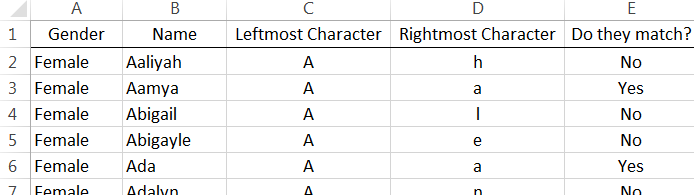 A B C D E
1 Gender Name Leftmost Character Rightmost Character Do they match?
2 Female Aaliyah A h No
3 Female Aamya A a Yes
4 Female Abigail A l No
5 Female Abigayle A e No
6 Female Ada A a Yes
7 Female Adalyn A n No